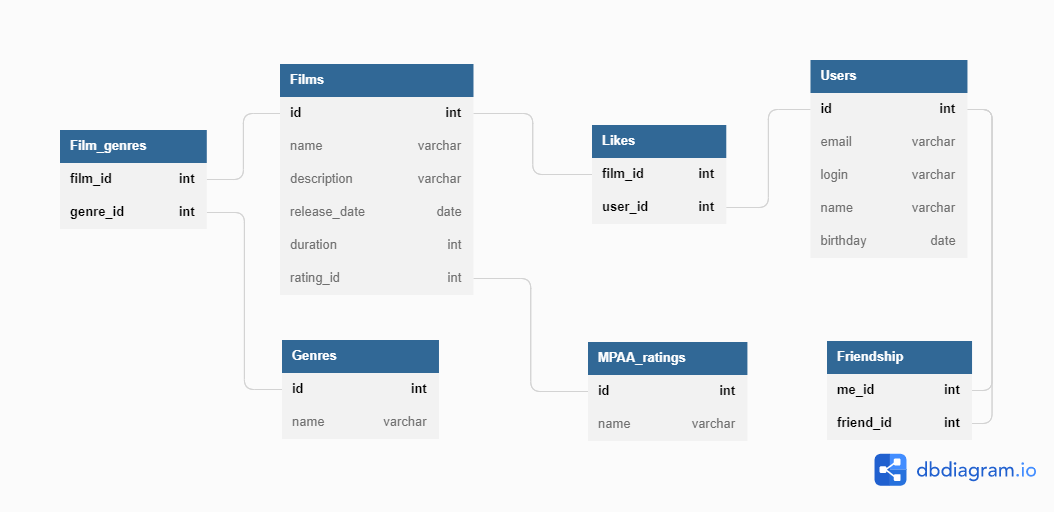 Film_genres
film_id int
genre_id int
Films
id int
name varchar
description varchar
release_date date
duration int
rating_id int
Genres
id int
name varchar
Likes
film_id int
user_id int
MPAA_ratings
id int
name varchar
Users
id int
email varchar
login varchar
name varchar
birthday date
Friendship
me_id int
friend_id int
dbdiagram.io